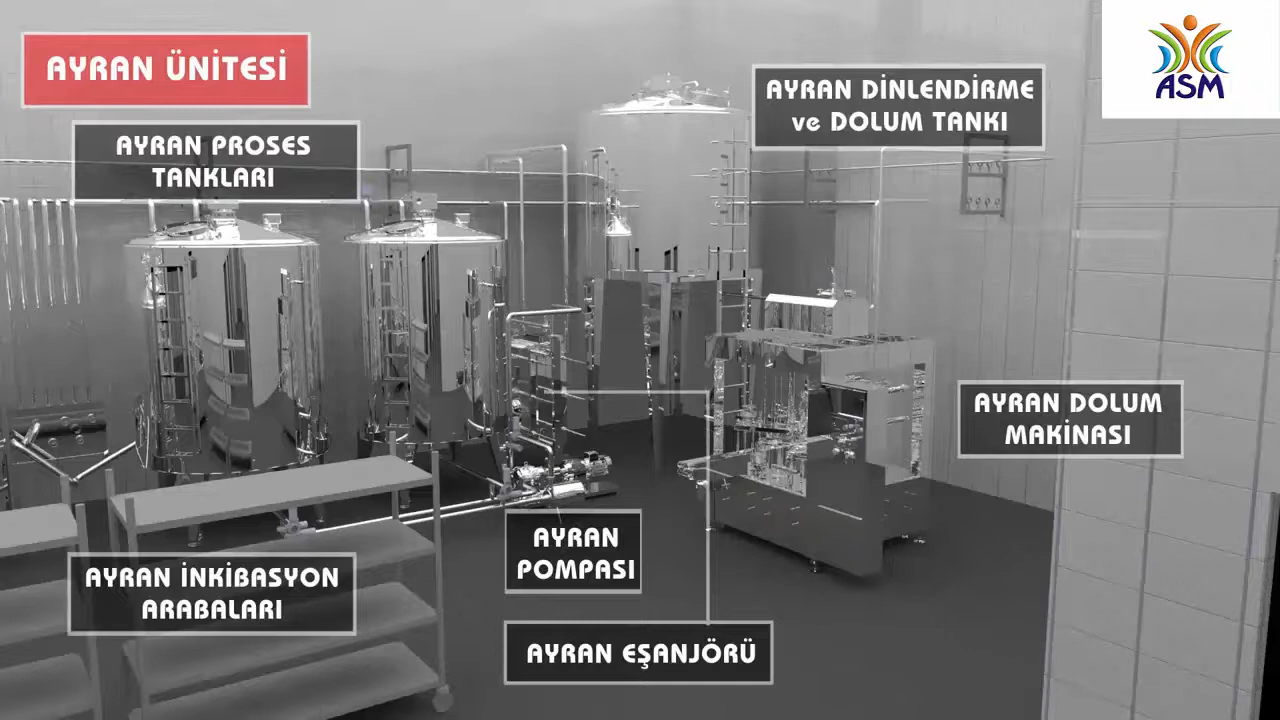 AYRAN ÜNİTESİ
AYRAN PROSES
TANKLARI
AYRAN DİNLENDİRME
ve DOLUM TANKI
ASM
AYRAN DOLUM
MAKİNASI
AYRAN
POMPASI
AYRAN İNKİBASYON
ARABALARI
AYRAN EŞANJÖRÜ